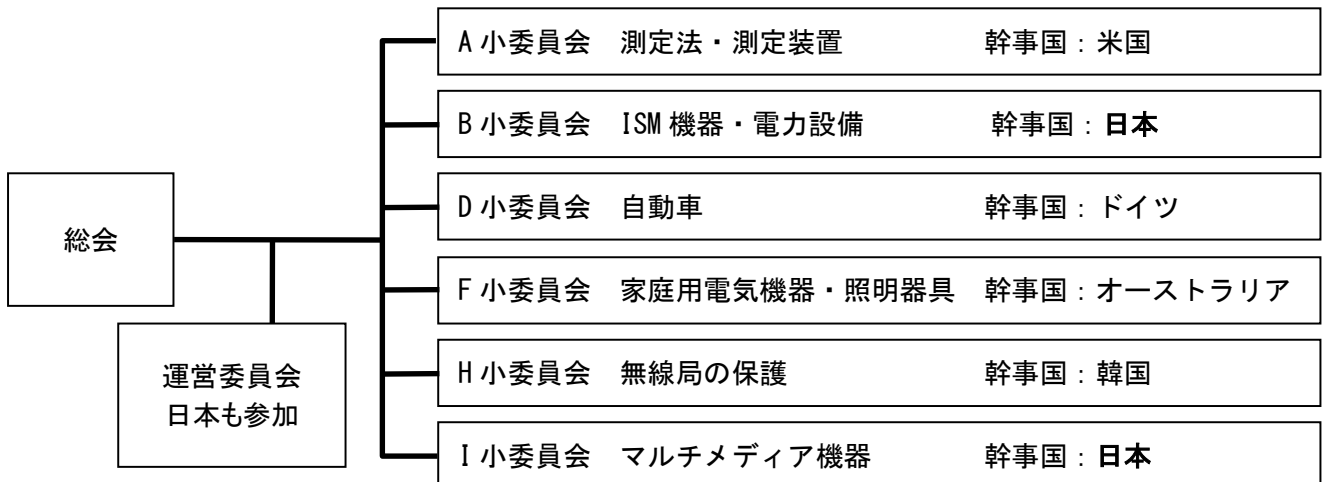 総会
運営委員会
日本も参加
A小委員会 測定法・測定装置 幹事国：米国
B小委員会 ISM機器・電力設備 幹事国：日本
D小委員会 自動車 幹事国：ドイツ
F小委員会 家庭用電気機器・照明器具 幹事国：オーストラリア
H小委員会 無線局の保護 幹事国：韓国
I小委員会 マルチメディア機器 幹事国：日本